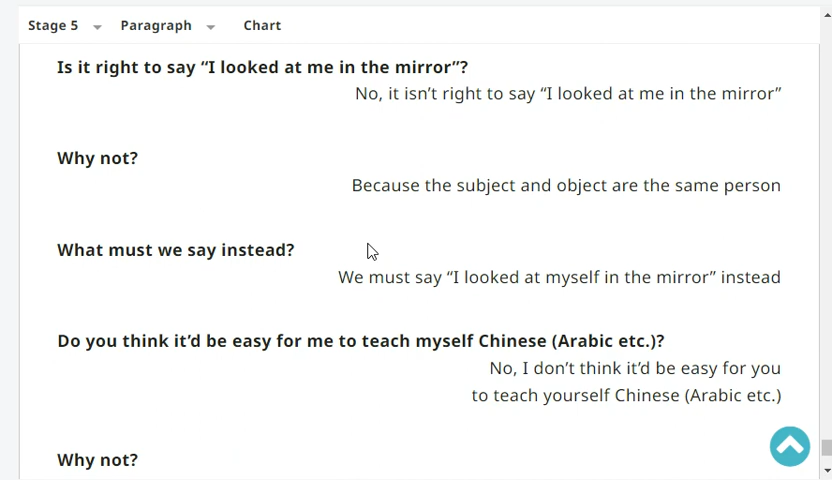 Stage 5 Paragraph Chart
Is it right to say “I looked at me in the mirror”?
No, it isn’t right to say “I looked at me in the mirror”
Why not?
Because the subject and object are the same person
What must we say instead?
We must say “I looked at myself in the mirror” instead
Do you think it’d be easy for me to teach myself Chinese (Arabic etc.)?
No, I don’t think it’d be easy for you
to teach yourself Chinese (Arabic etc.)
Why not?